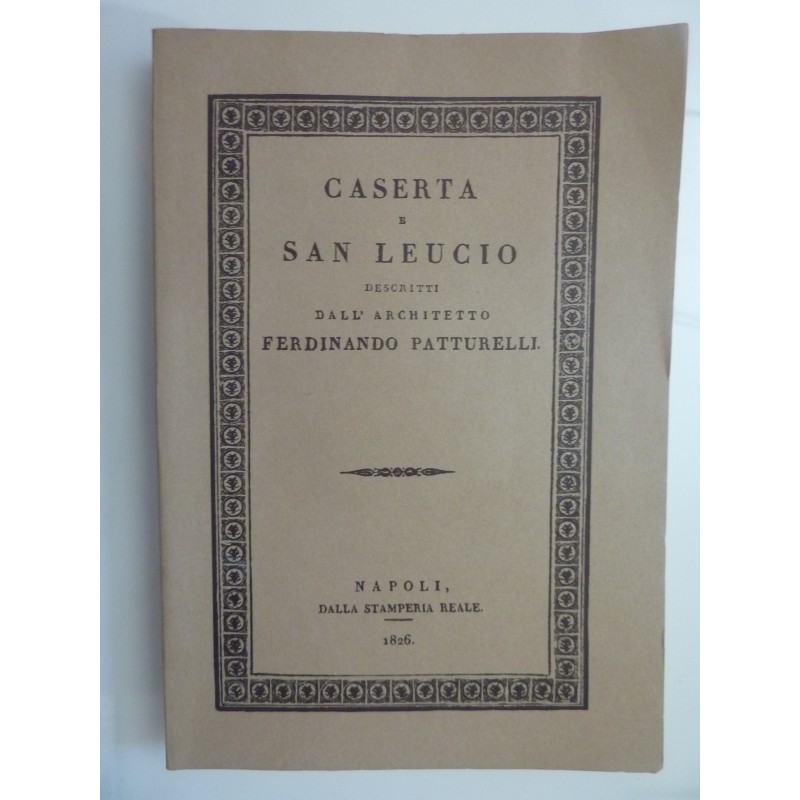 CASERTA
E
SAN LEUCIO
DESCRITTI
DALL' ARCHITETTO
FERDINANDO PATTURELLI.
NAPOLI,
DALLA STAMPERIA REALE.
1826.